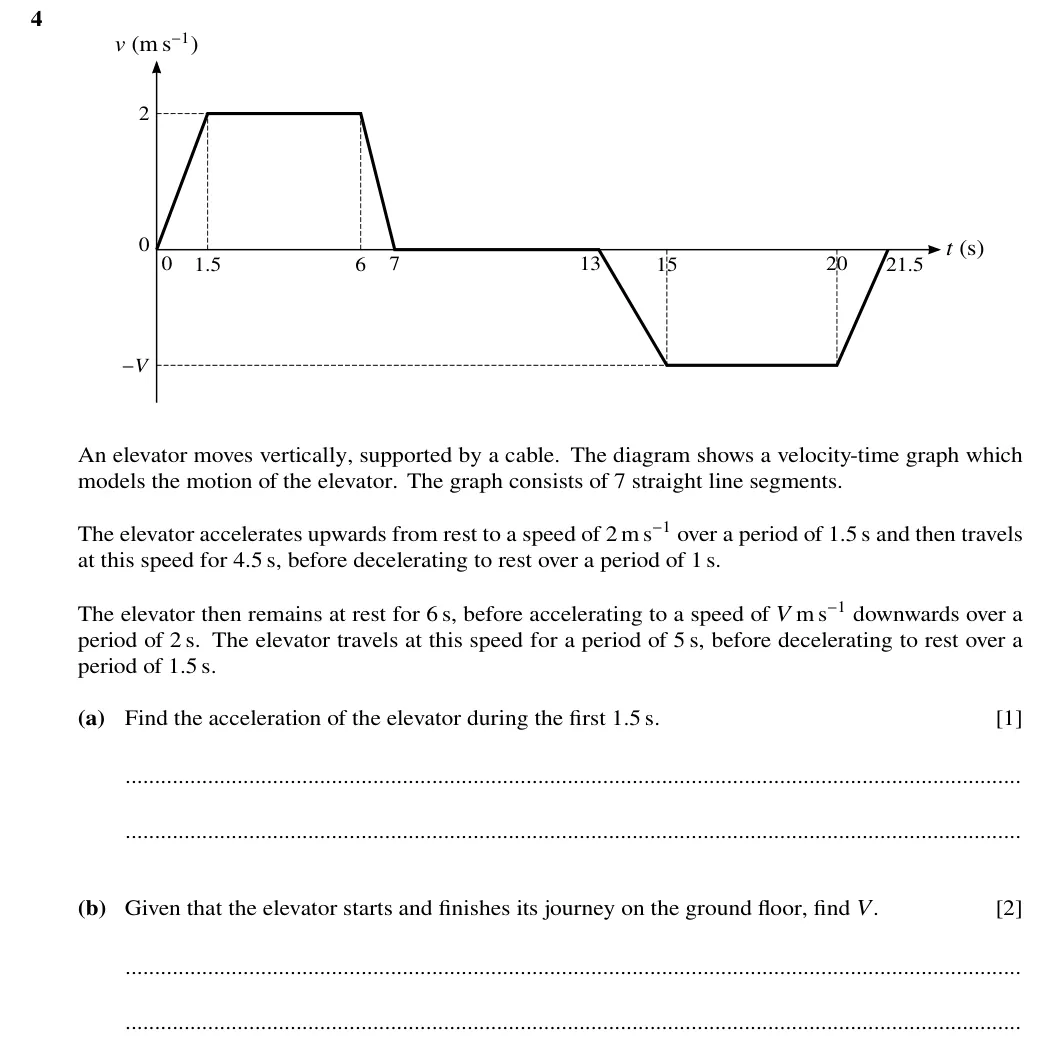 4
v (m s⁻¹)
2
0
0 1.5 6 7 13 15 20 21.5 t (s)
−V
An elevator moves vertically, supported by a cable. The diagram shows a velocity-time graph which
models the motion of the elevator. The graph consists of 7 straight line segments.
The elevator accelerates upwards from rest to a speed of 2 m s⁻¹ over a period of 1.5 s and then travels
at this speed for 4.5 s, before decelerating to rest over a period of 1 s.
The elevator then remains at rest for 6 s, before accelerating to a speed of V m s⁻¹ downwards over a
period of 2 s. The elevator travels at this speed for a period of 5 s, before decelerating to rest over a
period of 1.5 s.
(a) Find the acceleration of the elevator during the first 1.5 s. [1]
(b) Given that the elevator starts and finishes its journey on the ground floor, find V. [2]